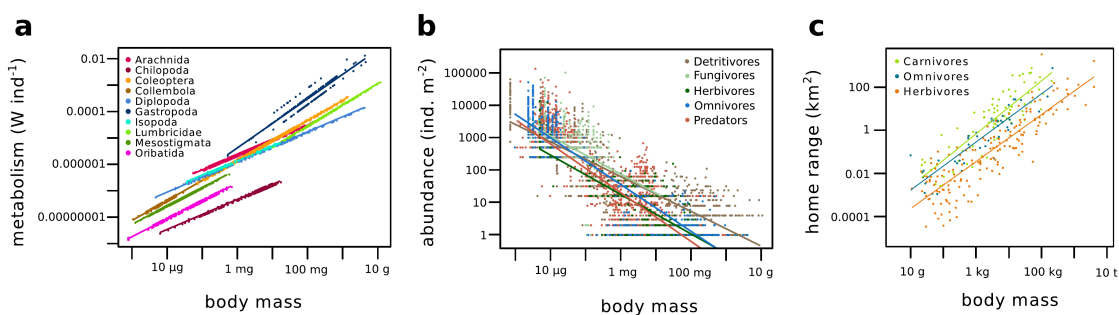 a
metabolism (W ind⁻¹)
0.01
0.0001
0.000001
0.00000001
Arachnida
Chilopoda
Coleoptera
Collembola
Diplopoda
Gastropoda
Isopoda
Lumbricidae
Mesostigmata
Oribatida
10 µg
1 mg
100 mg
10 g
body mass
b
abundance (ind. m⁻²)
100000
10000
1000
100
10
1
Detritivores
Fungivores
Herbivores
Omnivores
Predators
10 µg
1 mg
100 mg
10 g
body mass
c
home range (km²)
100
1
0.01
0.0001
Carnivores
Omnivores
Herbivores
10 g
1 kg
100 kg
10 t
body mass